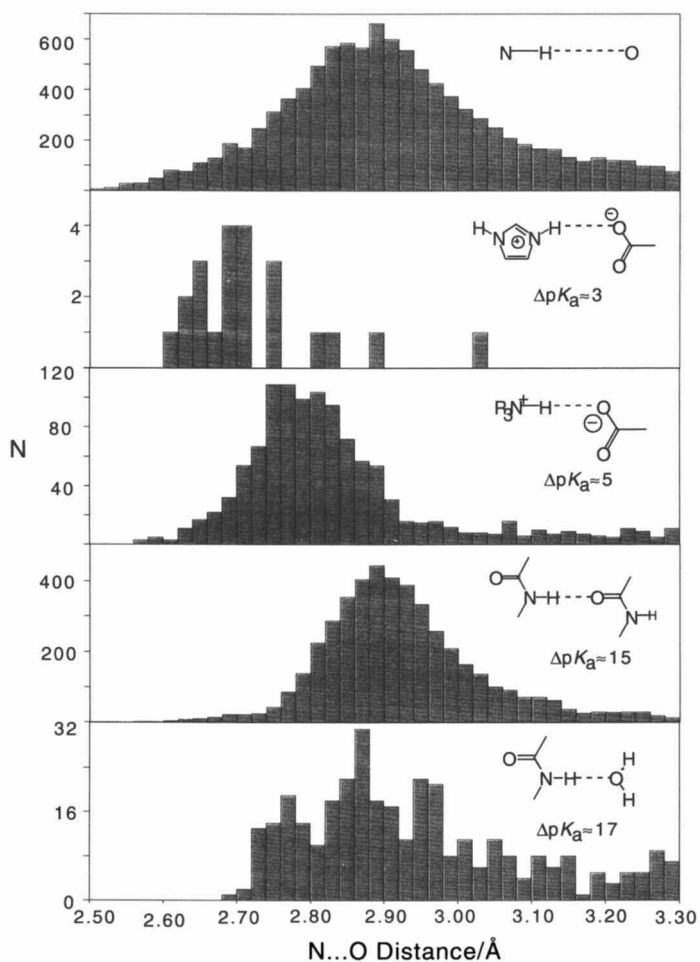 600
400
200
N H O
4
2
H N N H O ⊖
⊕ O
ΔpKa≈3
120
80
40
N
R3N+ H O
⊖
O
ΔpKa≈5
400
200
O N H O
N H
ΔpKa≈15
32
16
0
O N H O H
H
ΔpKa≈17
2.50 2.60 2.70 2.80 2.90 3.00 3.10 3.20 3.30
N...O Distance/Å